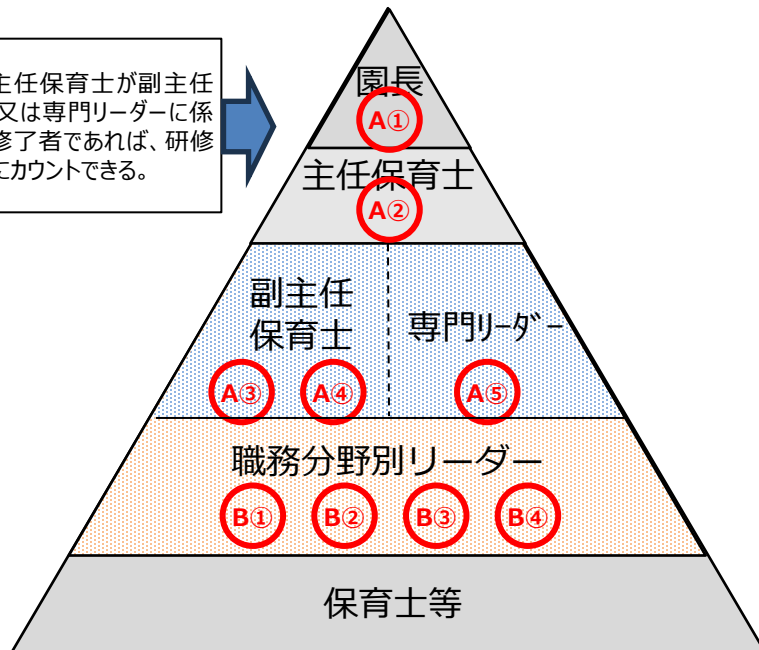 主任保育士が副主任
又は専門リーダーに係
修了者であれば、研修
にカウントできる。
園長
A①
主任保育士
A②
副主任
保育士
専門リーダー
A③ A④ A⑤
職務分野別リーダー
B① B② B③ B④
保育士等